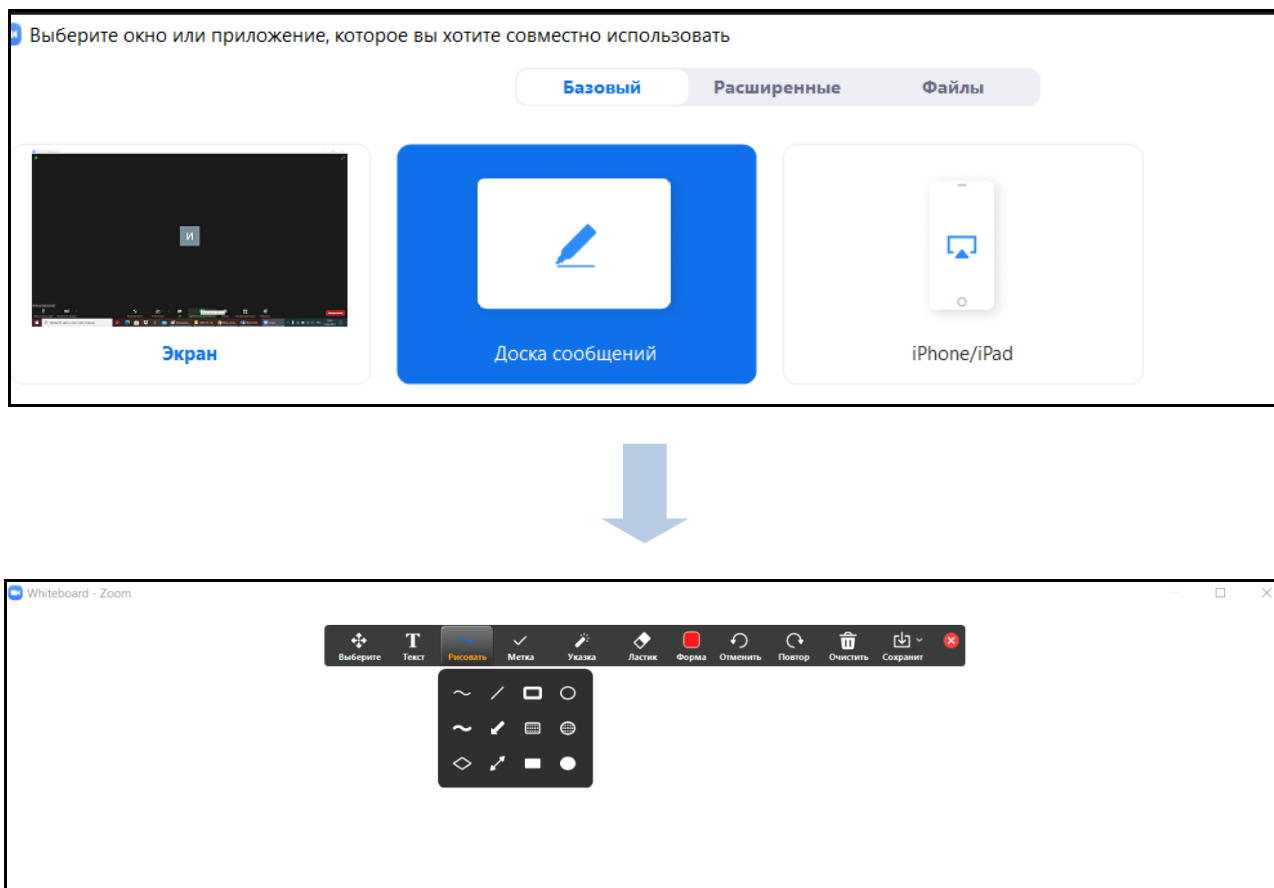 Выберите окно или приложение, которое вы хотите совместно использовать
Базовый Расширенные Файлы
И
Экран Доска сообщений iPhone/iPad
Whiteboard - Zoom
T
Выберите Текст Рисовать Метка Указка Ластик Форма Отменить Повтор Очистить Сохранит